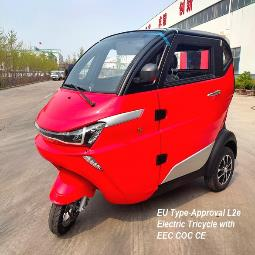 EU Type-Approval L2e
Electric Tricycle with
EEC COC CE